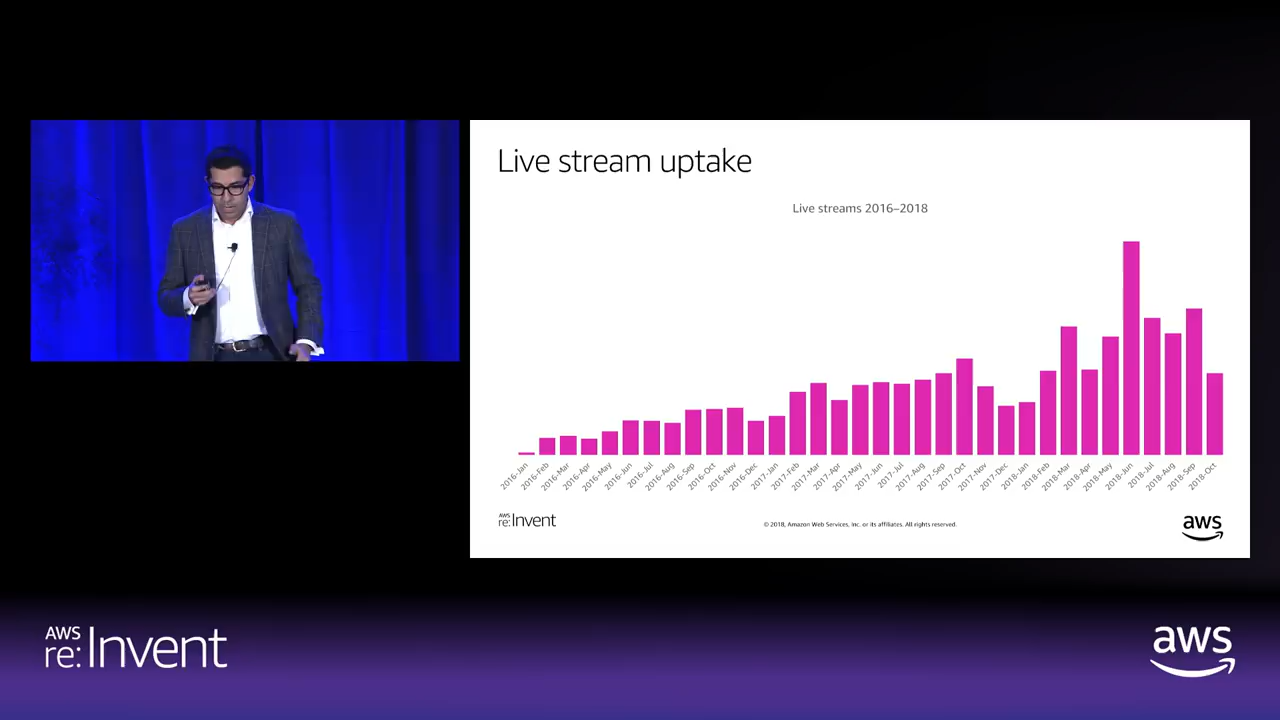 Live stream uptake
Live streams 2016–2018
2016-Jan
2016-Feb
2016-Mar
2016-Apr
2016-May
2016-Jun
2016-Jul
2016-Aug
2016-Sep
2016-Oct
2016-Nov
2016-Dec
2017-Jan
2017-Feb
2017-Mar
2017-Apr
2017-May
2017-Jun
2017-Jul
2017-Aug
2017-Sep
2017-Oct
2017-Nov
2017-Dec
2018-Jan
2018-Feb
2018-Mar
2018-Apr
2018-May
2018-Jun
2018-Jul
2018-Aug
2018-Sep
2018-Oct
AWS
re:Invent
© 2018, Amazon Web Services, Inc. or its affiliates. All rights reserved.
aws
AWS
re:Invent
aws